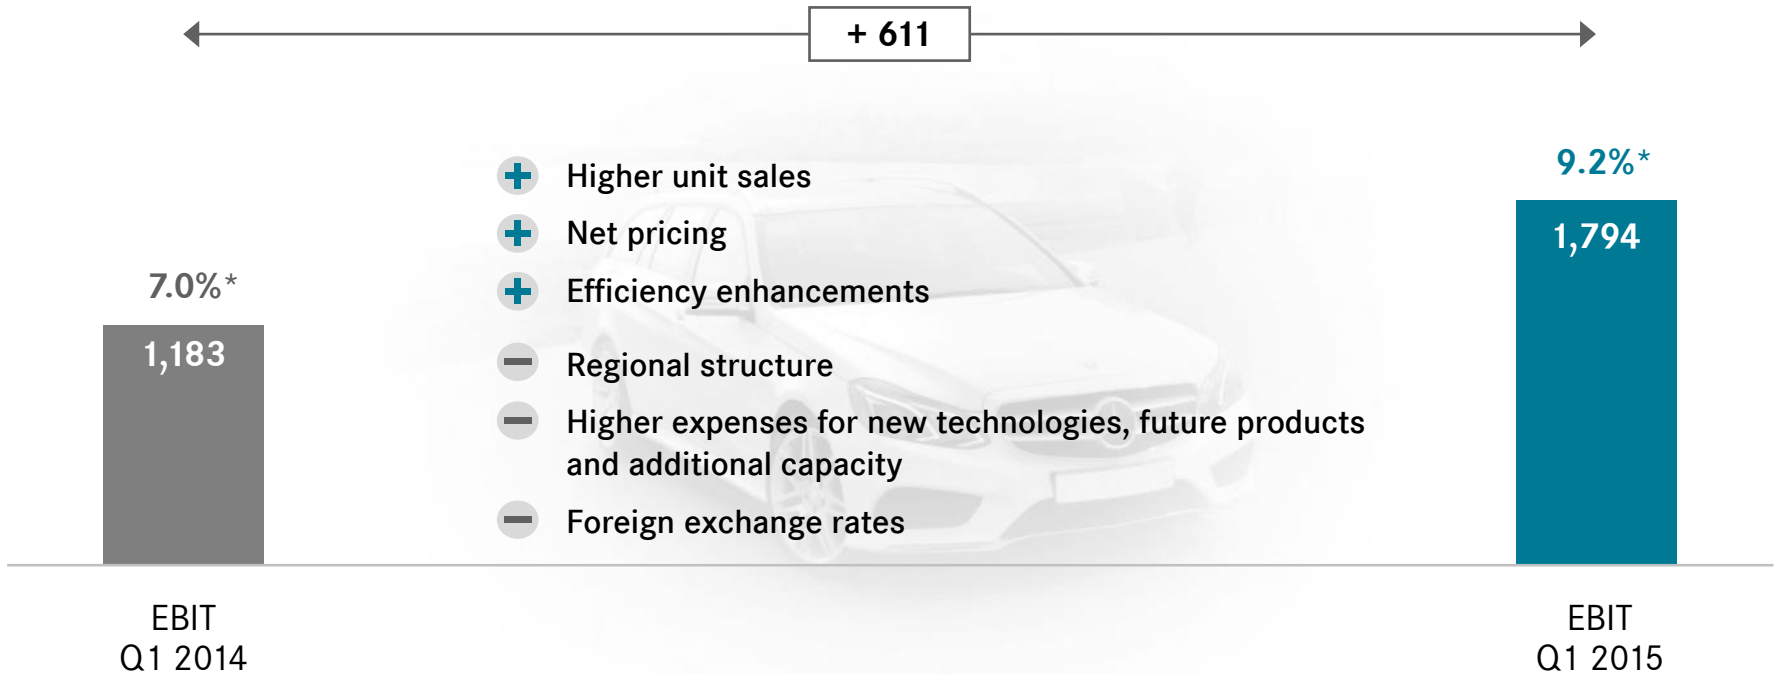 + 611
Higher unit sales
9.2%*
Net pricing
1,794
7.0%*
Efficiency enhancements
1,183
Regional structure
Higher expenses for new technologies, future products
and additional capacity
Foreign exchange rates
EBIT
Q1 2014
EBIT
Q1 2015